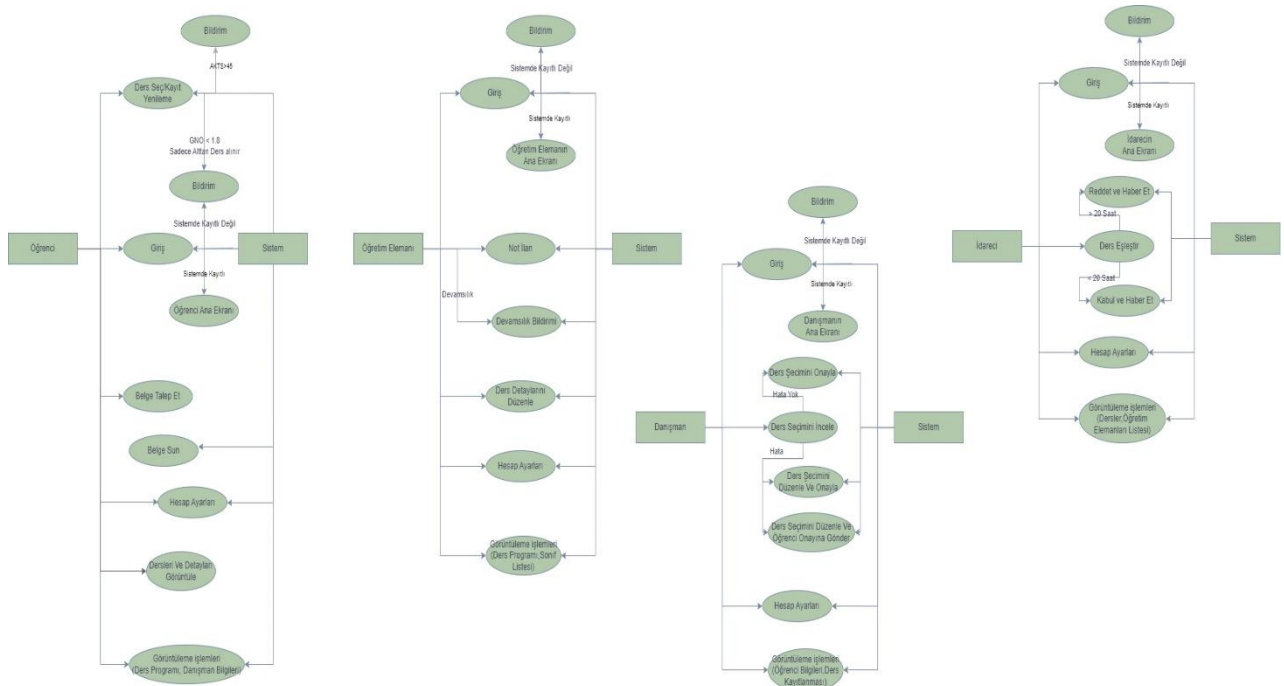 Bildirim
AKTS>45
Ders Seç/Kayıt
Yenileme
GNO < 1.8
Sadece Alttan Ders alınır
Bildirim
Sistemde Kayıtlı Değil
Öğrenci
Giriş
Sistem
Sistemde Kayıtlı
Öğrenci Ana Ekranı
Belge Talep Et
Belge Sun
Hesap Ayarları
Dersleri Ve Detayları
Görüntüle
Görüntüleme işlemleri
(Ders Programı, Danışman Bilgileri)
Bildirim
Sistemde Kayıtlı Değil
Giriş
Sistemde Kayıtlı
Öğretim Elemanın
Ana Ekranı
Öğretim Elemanı
Not İlan
Sistem
Devamsılık
Devamsılık Bildirimi
Ders Detaylarını
Düzenle
Hesap Ayarları
Görüntüleme işlemleri
(Ders Programı,Sınıf
Listesi)
Bildirim
Sistemde Kayıtlı Değil
Giriş
Sistemde Kayıtlı
Danışmanın
Ana Ekranı
Ders Seçimini Onayla
Hata Yok
Danışman
Ders Seçimini İncele
Sistem
Hata
Ders Seçimini
Düzenle Ve Onayla
Ders Seçimini Düzenle Ve
Öğrenci Onayına Gönder
Hesap Ayarları
Görüntüleme işlemleri
(Öğrenci Bilgileri,Ders
Kayıtlanması)
Bildirim
Sistemde Kayıtlı Değil
Giriş
Sistemde Kayıtlı
İdarecin
Ana Ekranı
Reddet ve Haber Et
> 20 Saat
İdareci
Ders Eşleştir
Sistem
< 20 Saat
Kabul ve Haber Et
Hesap Ayarları
Görüntüleme işlemleri
(Dersler,Öğretim
Elemanları Listesi)